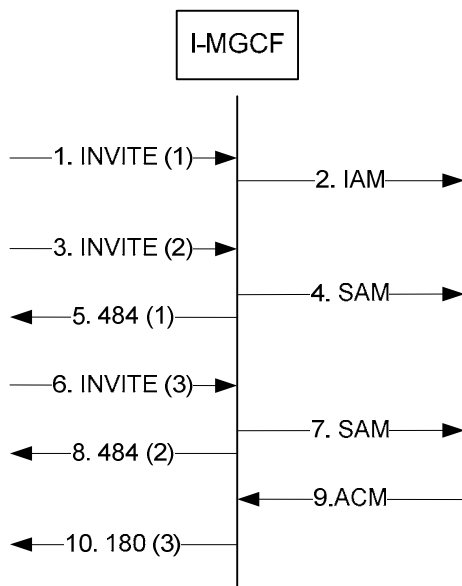 I-MGCF
1. INVITE (1)
2. IAM
3. INVITE (2)
4. SAM
5. 484 (1)
6. INVITE (3)
7. SAM
8. 484 (2)
9.ACM
10. 180 (3)